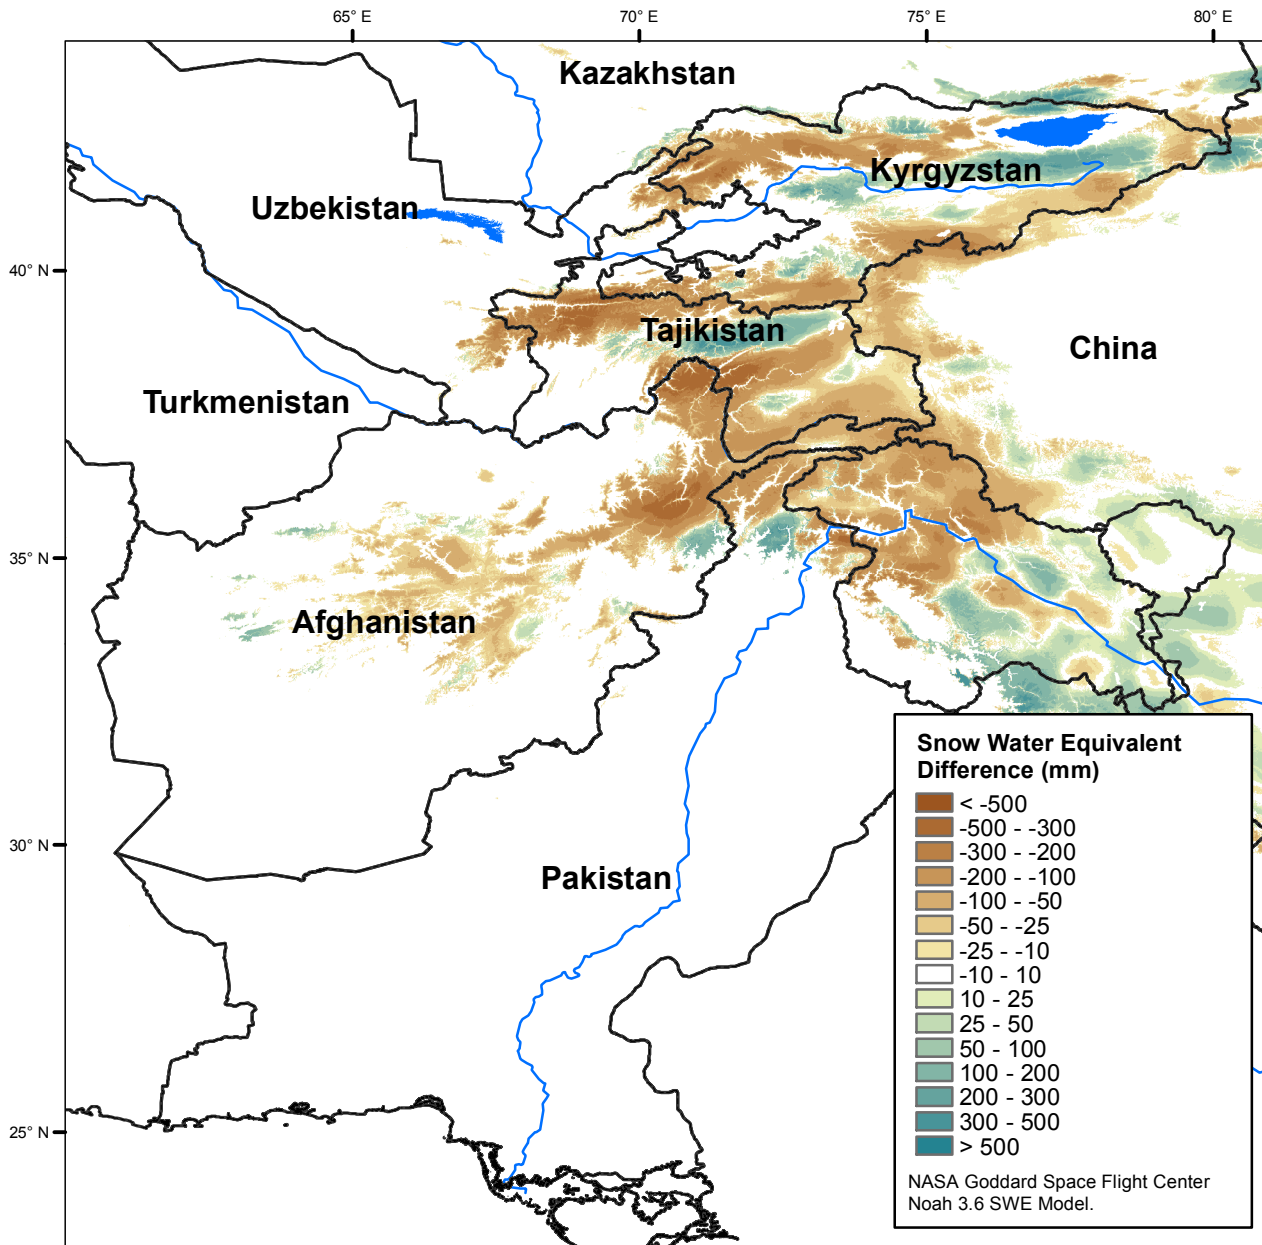 65° E
70° E
75° E
80° E
Kazakhstan
Kyrgyzstan
Uzbekistan
40° N
Tajikistan
China
Turkmenistan
35° N
Afghanistan
Snow Water Equivalent
Difference (mm)
< -500
-500 - -300
-300 - -200
-200 - -100
-100 - -50
-50 - -25
-25 - -10
-10 - 10
10 - 25
25 - 50
50 - 100
100 - 200
200 - 300
300 - 500
> 500
30° N
Pakistan
25° N
NASA Goddard Space Flight Center
Noah 3.6 SWE Model.